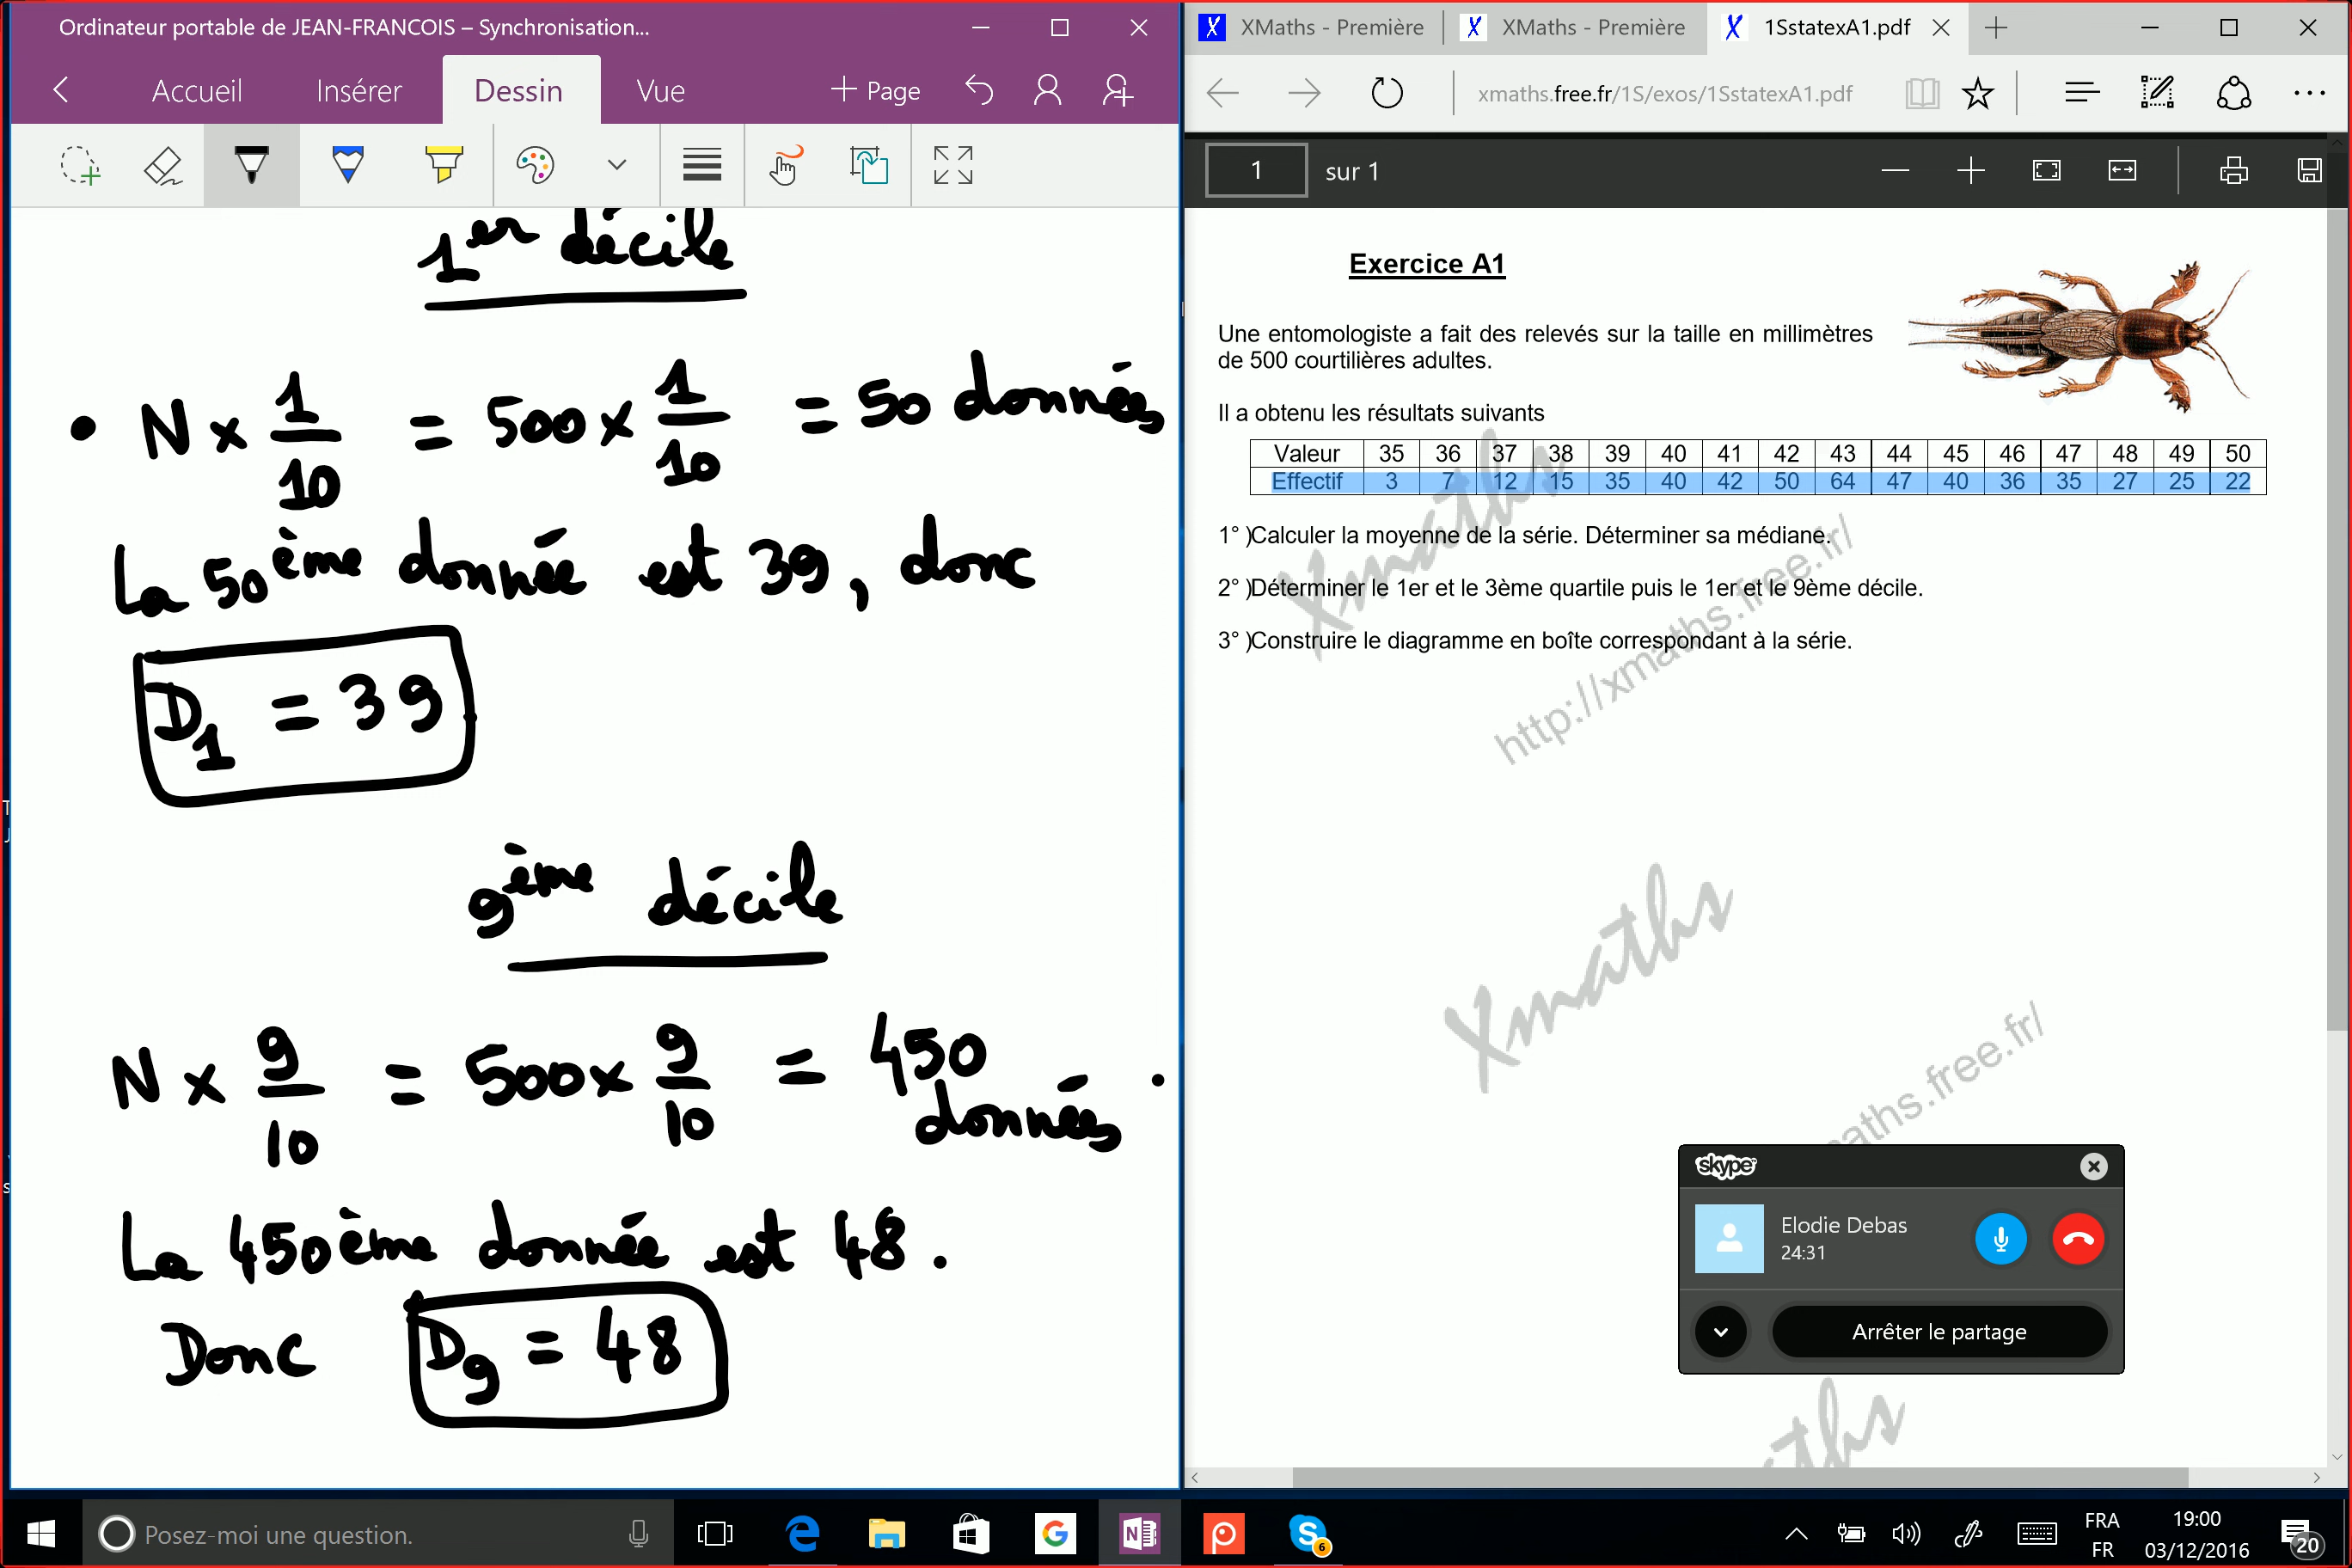 Ordinateur portable de JEAN-FRANCOIS – Synchronisation...
Accueil Insérer Dessin Vue Page
1er décile
• N x 1/10 = 500 x 1/10 = 50 données
La 50ème donnée est 39, donc
D1 = 39
9ème décile
N x 9/10 = 500 x 9/10 = 450 données .
La 450ème donnée est 48.
Donc D9 = 48
XMaths - Première XMaths - Première 1SstatexA1.pdf
xmaths.free.fr/1S/exos/1SstatexA1.pdf
1 sur 1
Exercice A1
Une entomologiste a fait des relevés sur la taille en millimètres
de 500 courtilières adultes.
Il a obtenu les résultats suivants
Valeur 35 36 37 38 39 40 41 42 43 44 45 46 47 48 49 50
Effectif 3 7 12 15 35 40 42 50 64 47 40 36 35 27 25 22
1° )Calculer la moyenne de la série. Déterminer sa médiane.
2° )Déterminer le 1er et le 3ème quartile puis le 1er et le 9ème décile.
3° )Construire le diagramme en boîte correspondant à la série.
Xmaths
http://xmaths.free.fr/
Xmaths
aths.free.fr/
skype
Elodie Debas
24:31
Arrêter le partage
ths
Posez-moi une question.
6
FRA
FR
19:00
03/12/2016
20